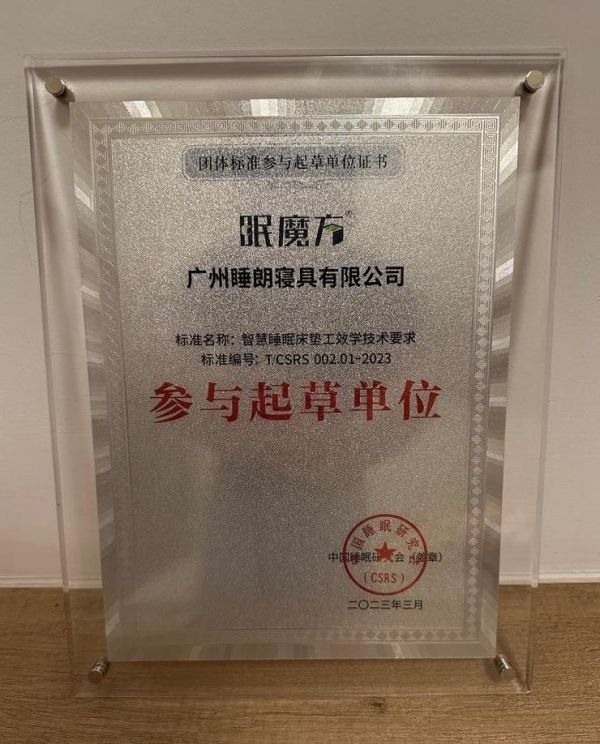 团体标准参与起草单位证书
眠魔方®
广州睡朗寝具有限公司
标准名称：智慧睡眠床垫工效学技术要求
标准编号：T/CSRS 002.01-2023
参与起草单位
中国睡眠研究会
中国睡眠研究会（盖章）
(CSRS)
二〇二三年三月